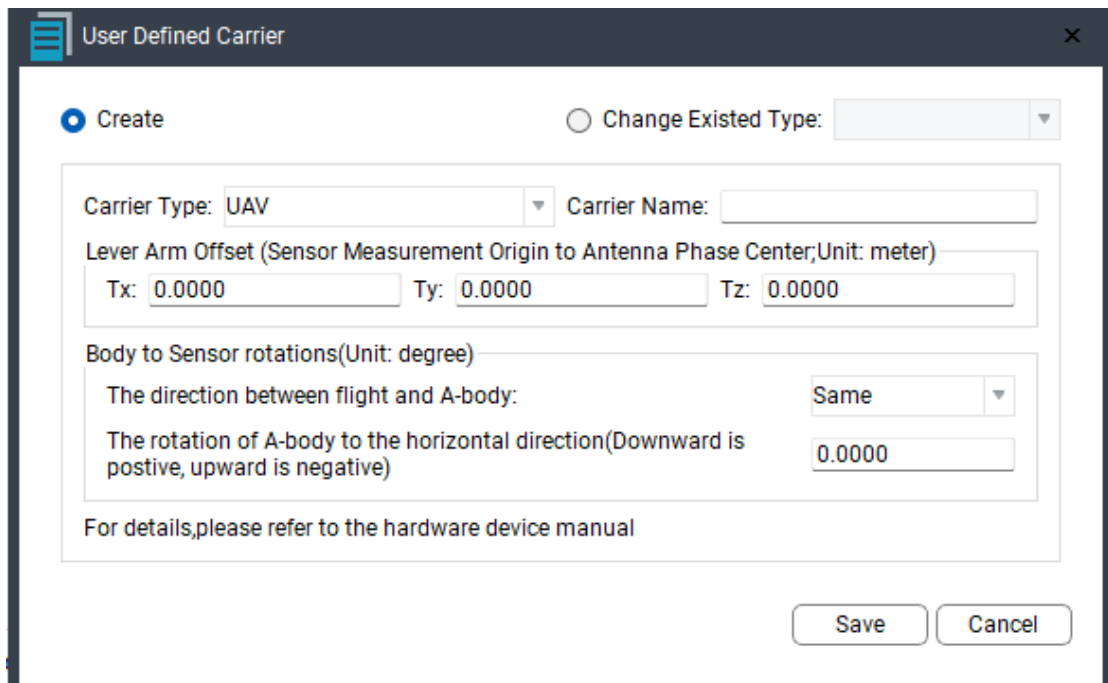 User Defined Carrier
Create
Change Existed Type:
Carrier Type: UAV
Carrier Name:
Lever Arm Offset (Sensor Measurement Origin to Antenna Phase Center;Unit: meter)
Tx: 0.0000 Ty: 0.0000 Tz: 0.0000
Body to Sensor rotations(Unit: degree)
The direction between flight and A-body: Same
The rotation of A-body to the horizontal direction(Downward is
postive, upward is negative)
0.0000
For details,please refer to the hardware device manual
Save Cancel